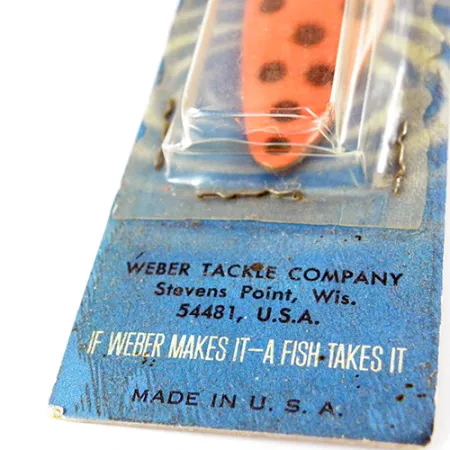 WEBER TACKLE COMPANY
Stevens Point, Wis.
54481, U.S.A.
IF WEBER MAKES IT—A FISH TAKES IT
MADE IN U. S. A.